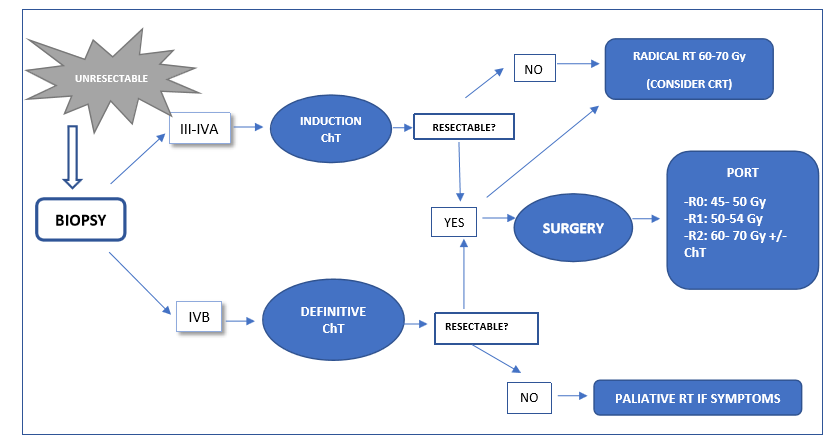 UNRESECTABLE
BIOPSY
III-IVA
INDUCTION
ChT
RESECTABLE?
NO
RADICAL RT 60-70 Gy
(CONSIDER CRT)
YES
SURGERY
PORT
-R0: 45- 50 Gy
-R1: 50-54 Gy
-R2: 60- 70 Gy +/-
ChT
IVB
DEFINITIVE
ChT
RESECTABLE?
NO
PALIATIVE RT IF SYMPTOMS